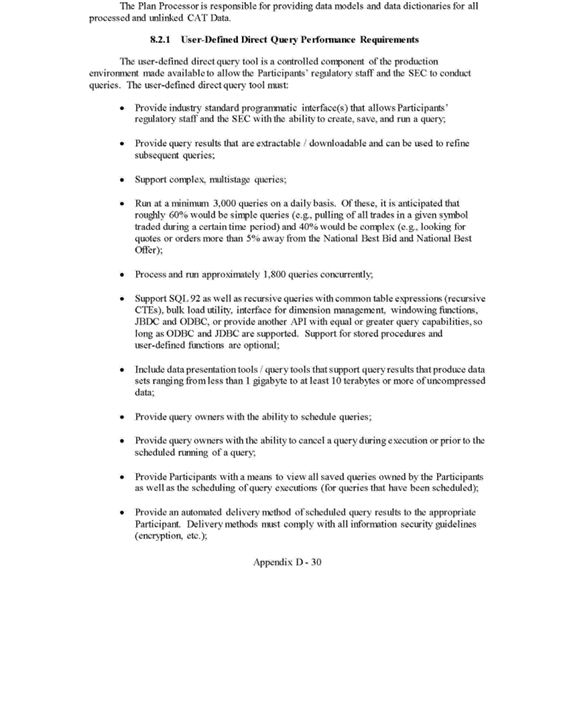 The Plan Processor is responsible for providing data models and data dictionaries for all
processed and unlinked CAT Data.
8.2.1 User-Defined Direct Query Performance Requirements
The user-defined direct query tool is a controlled component of the production
environment made available to allow the Participants' regulatory staff and the SEC to conduct
queries. The user-defined direct query tool must:
• Provide industry standard programmatic interface(s) that allows Participants'
regulatory staff and the SEC with the ability to create, save, and run a query;
• Provide query results that are extractable / downloadable and can be used to refine
subsequent queries;
• Support complex, multistage queries;
• Run at a minimum 3,000 queries on a daily basis. Of these, it is anticipated that
roughly 60% would be simple queries (e.g., pulling of all trades in a given symbol
traded during a certain time period) and 40% would be complex (e.g., looking for
quotes or orders more than 5% away from the National Best Bid and National Best
Offer);
• Process and run approximately 1,800 queries concurrently;
• Support SQL 92 as well as recursive queries with common table expressions (recursive
CTEs), bulk load utility, interface for dimension management, windowing functions,
JBDC and ODBC, or provide another API with equal or greater query capabilities, so
long as ODBC and JDBC are supported. Support for stored procedures and
user-defined functions are optional;
• Include data presentation tools / query tools that support query results that produce data
sets ranging from less than 1 gigabyte to at least 10 terabytes or more of uncompressed
data;
• Provide query owners with the ability to schedule queries;
• Provide query owners with the ability to cancel a query during execution or prior to the
scheduled running of a query;
• Provide Participants with a means to view all saved queries owned by the Participants
as well as the scheduling of query executions (for queries that have been scheduled);
• Provide an automated delivery method of scheduled query results to the appropriate
Participant. Delivery methods must comply with all information security guidelines
(encryption, etc.);
Appendix D - 30